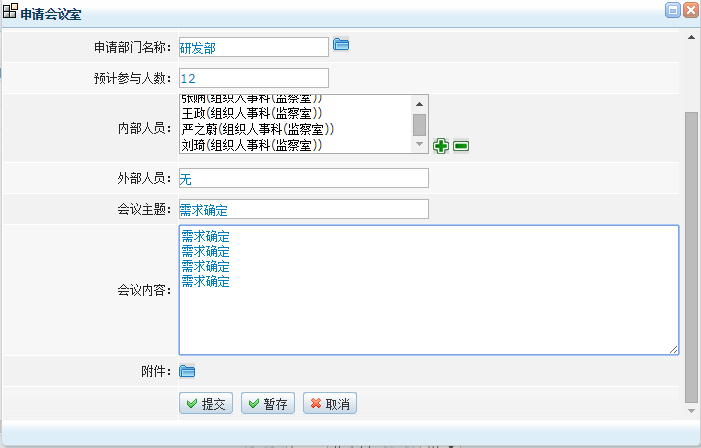 申请会议室
申请部门名称: 研发部
预计参与人数: 12
张娴(组织人事科(监察室))
王政(组织人事科(监察室))
内部人员:
严之蔚(组织人事科(监察室))
刘琦(组织人事科(监察室))
外部人员: 无
会议主题: 需求确定
需求确定
需求确定
需求确定
需求确定
会议内容:
附件:
提交 暂存 取消